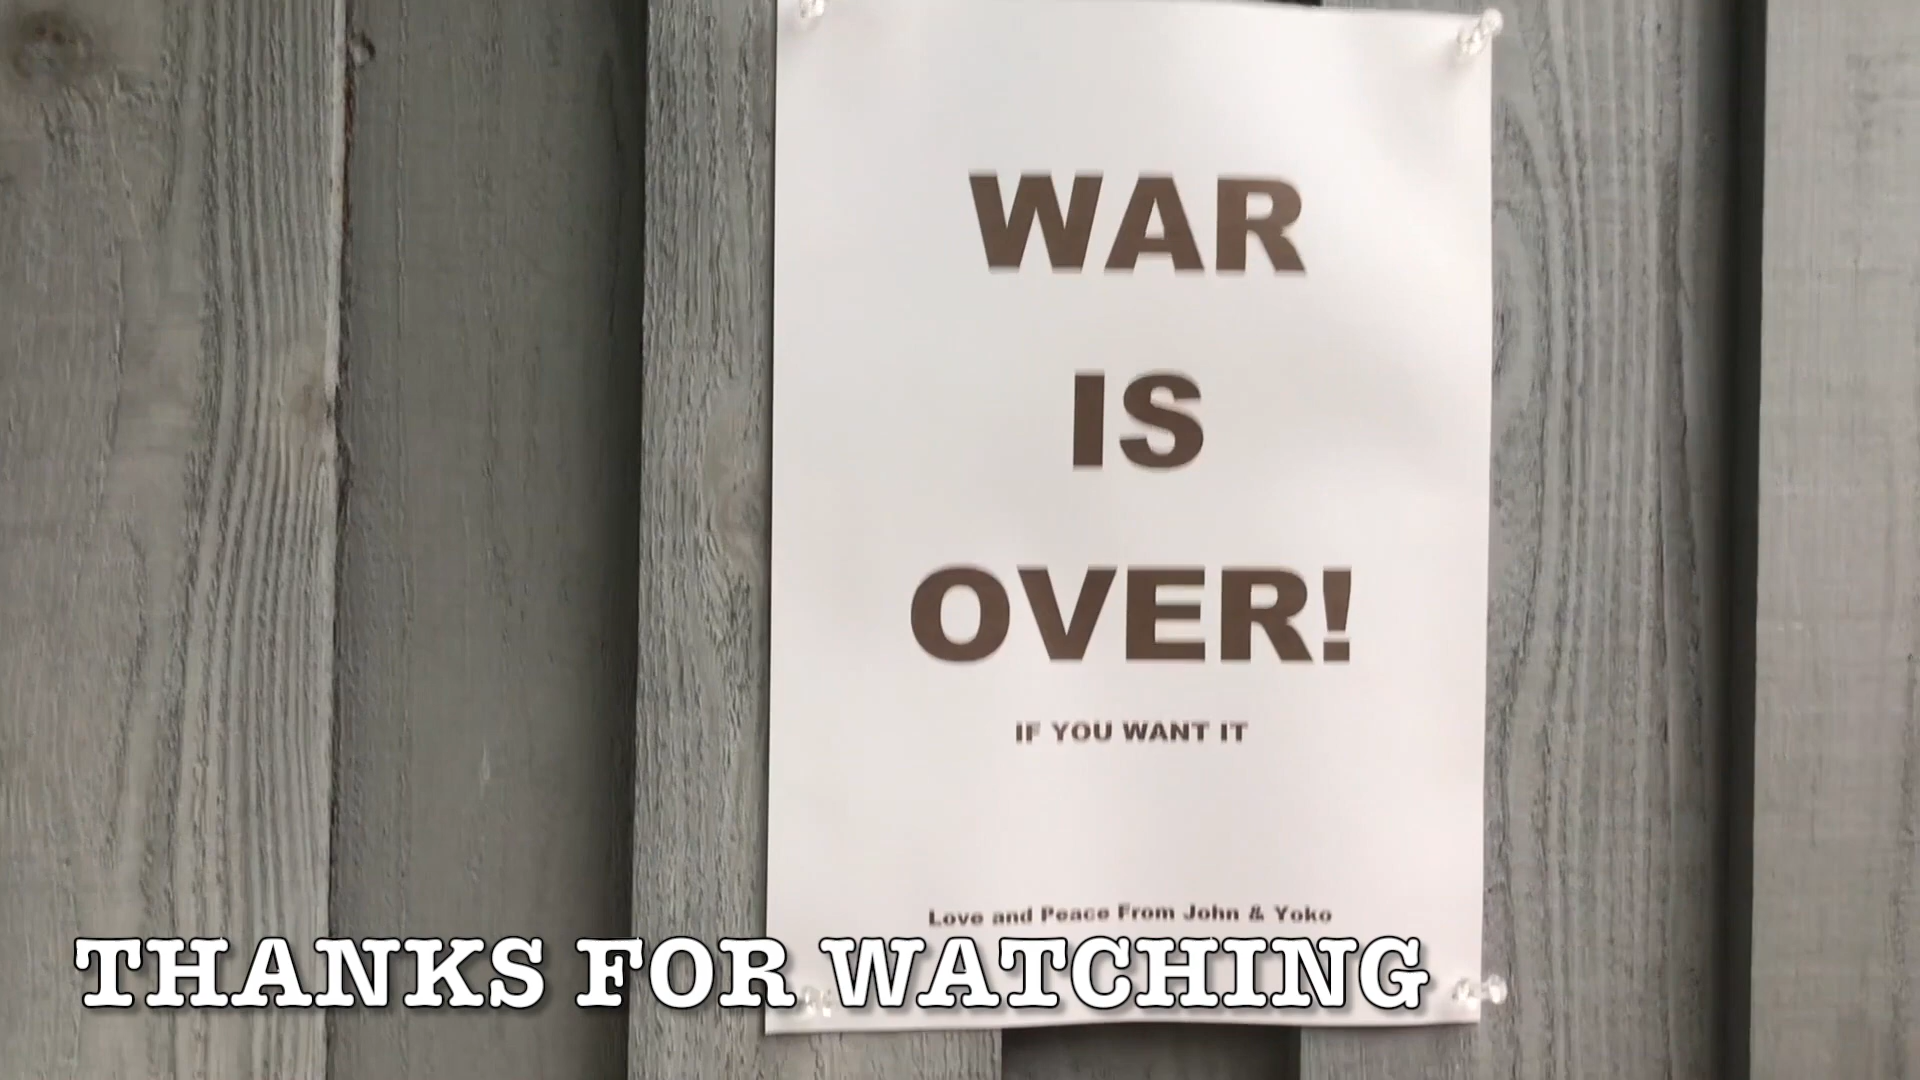 WAR
IS
OVER!
IF YOU WANT IT
Love and Peace From John & Yoko
THANKS FOR WATCHING